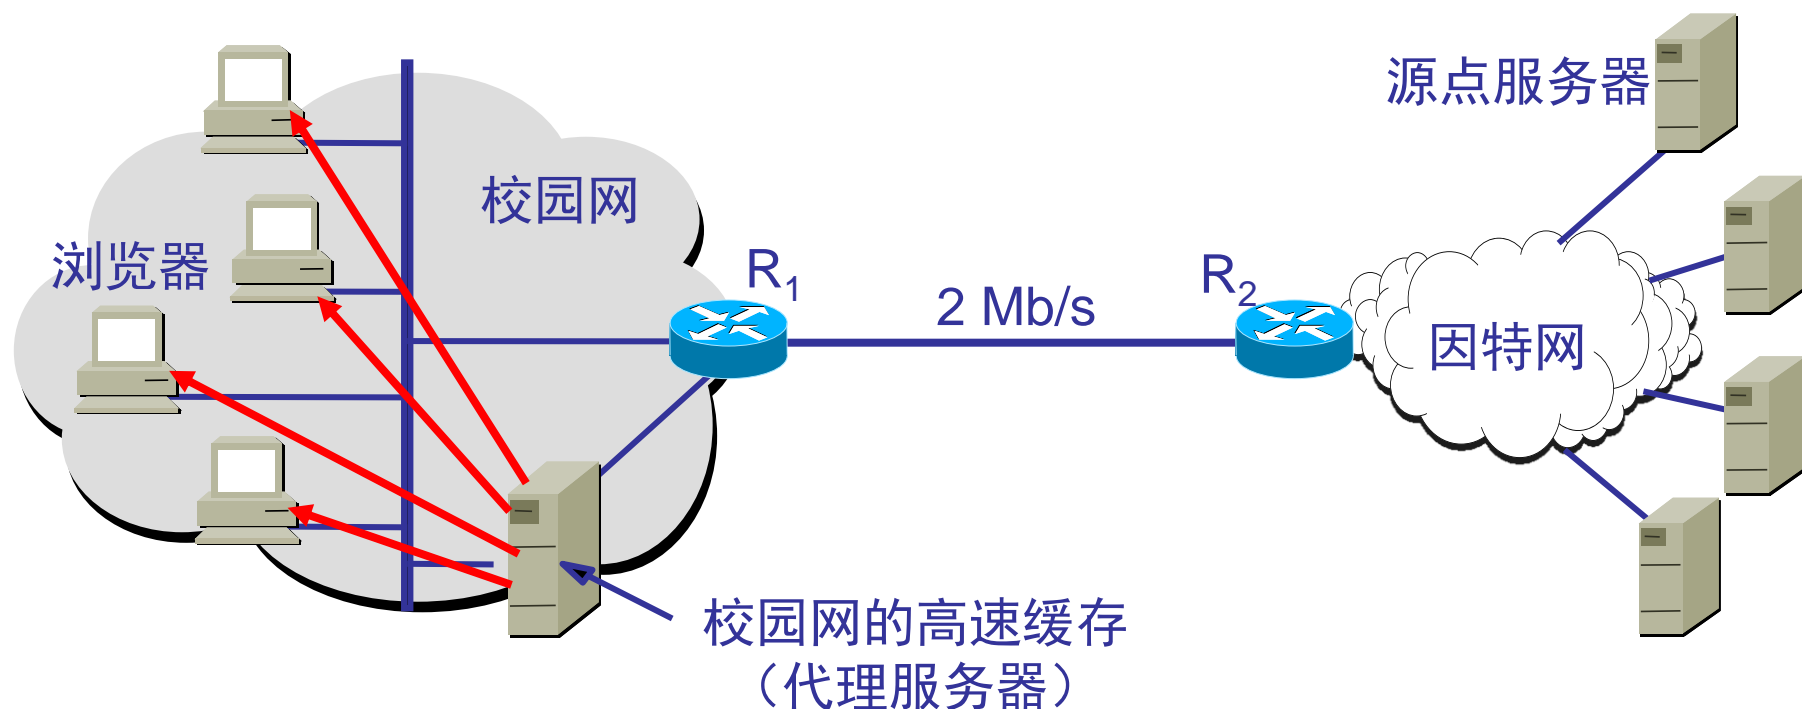 源点服务器
校园网
浏览器
R1
2 Mb/s
R2
因特网
校园网的高速缓存
（代理服务器）